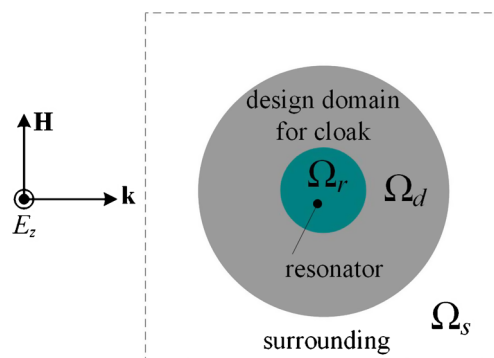 design domain
for cloak
H
Ω_r
Ω_d
k
E_z
resonator
Ω_s
surrounding